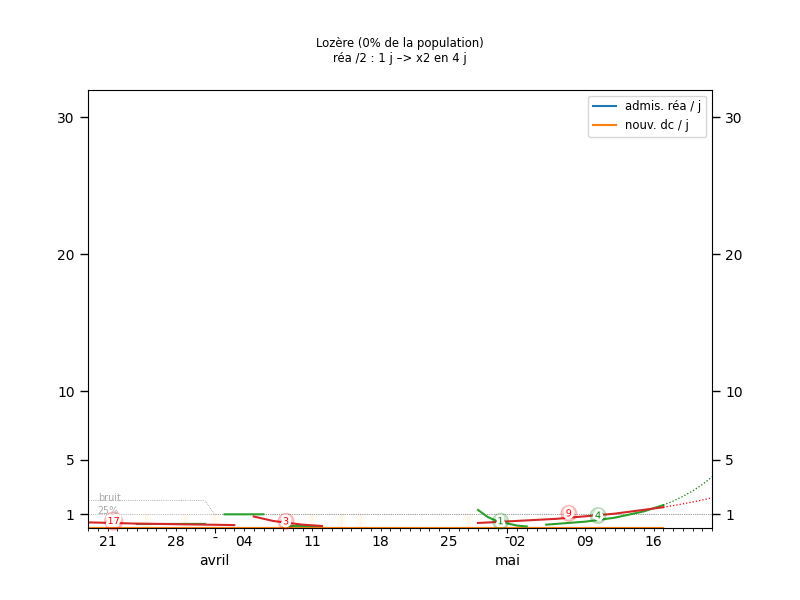 Lozère (0% de la population)
réa /2 : 1 j –> x2 en 4 j
admis. réa / j
nouv. dc / j
30 30
20 20
10 10
5 5
bruit
25%
1 17 3 1 9 4 1
21 28 - 04 11 18 25 - 02 09 16
avril mai